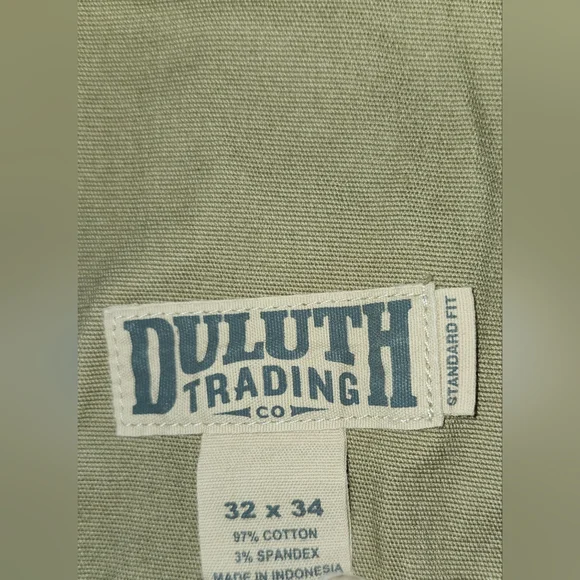 DULUTH
TRADING
CO
STANDARD FIT
32 x 34
97% COTTON
3% SPANDEX
MADE IN INDONESIA